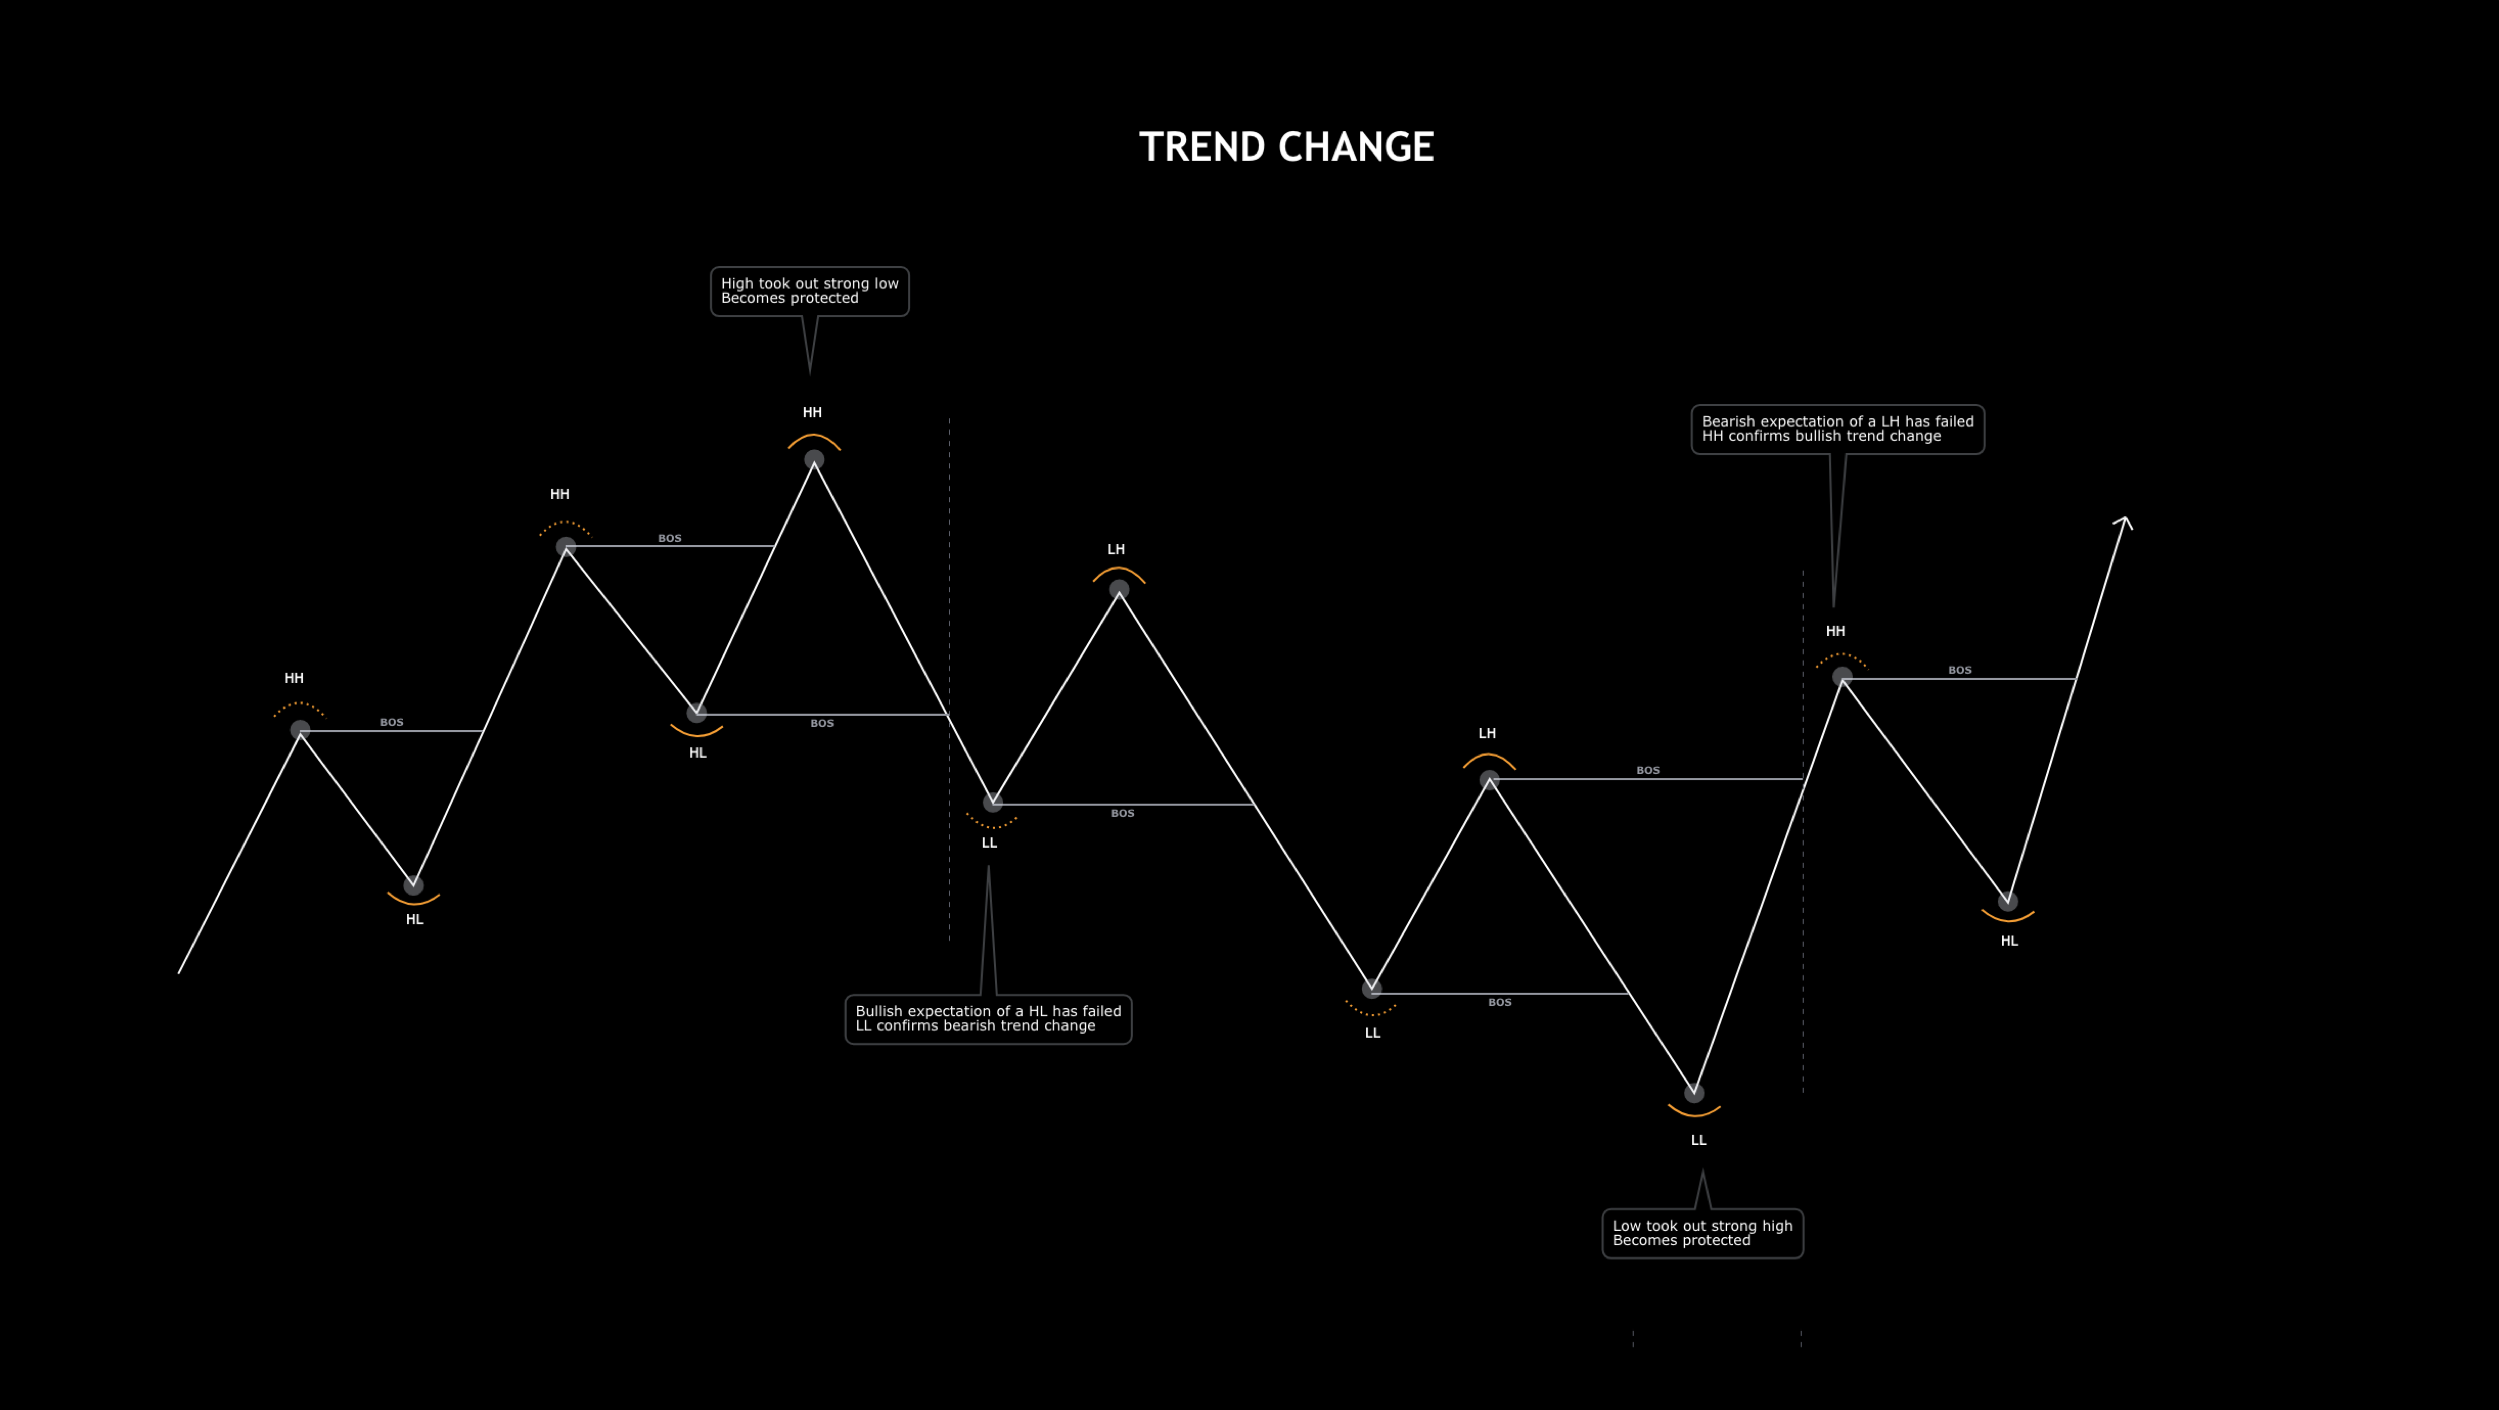 TREND CHANGE
High took out strong low
Becomes protected
HH
Bearish expectation of a LH has failed
HH confirms bullish trend change
HH
BOS
LH
HH
HH
BOS
BOS
BOS
HL
LH
BOS
BOS
LL
HL
HL
BOS
LL
BOS
Bullish expectation of a HL has failed
LL confirms bearish trend change
LL
Low took out strong high
Becomes protected